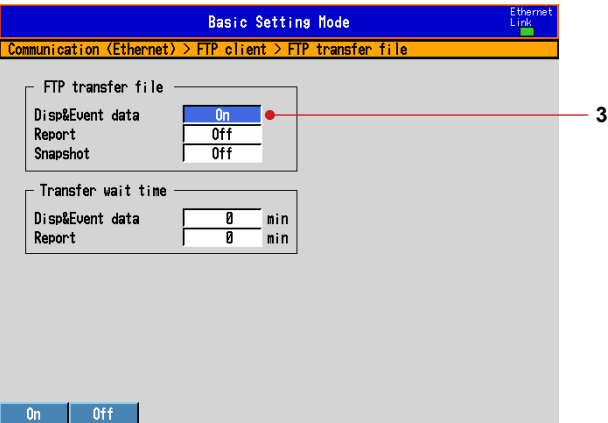 Basic Setting Mode
Ethernet
Link
Communication (Ethernet) > FTP client > FTP transfer file
FTP transfer file
Disp&Event data On
3
Report Off
Snapshot Off
Transfer wait time
Disp&Event data 0 min
Report 0 min
On Off